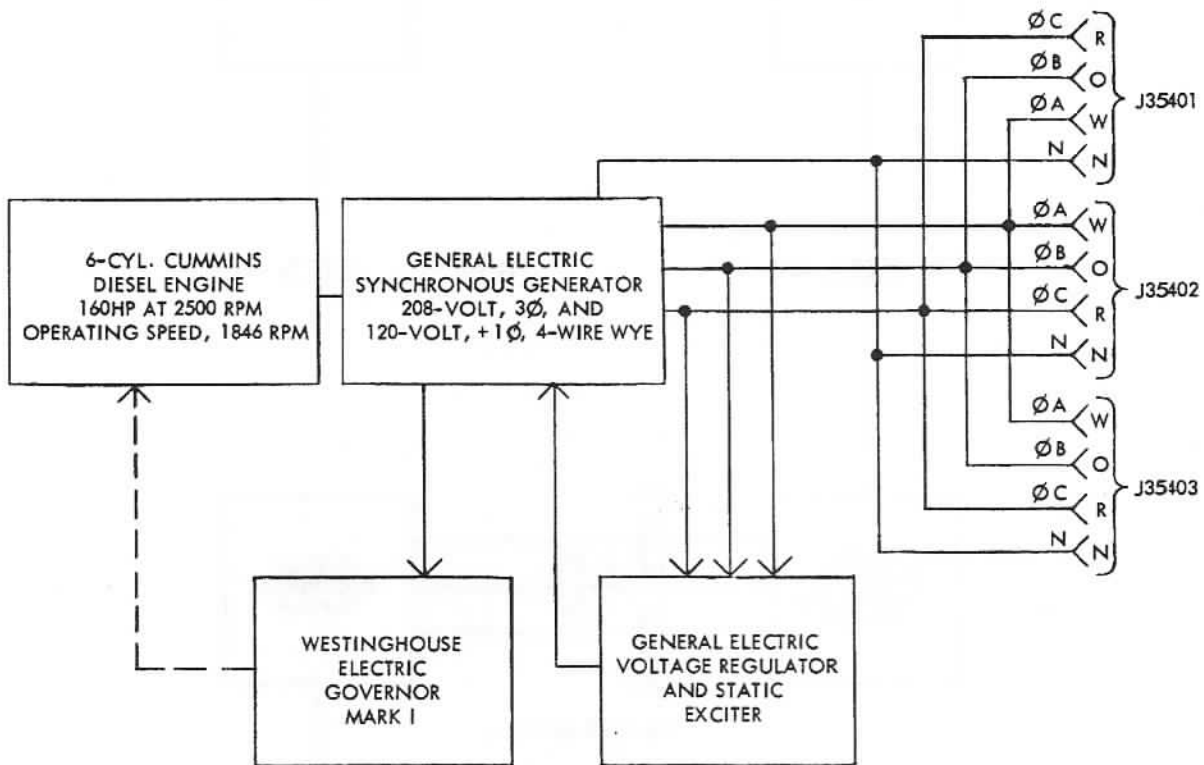 ØC R
ØB O
ØA W
N N
J35401
6-CYL. CUMMINS
DIESEL ENGINE
160HP AT 2500 RPM
OPERATING SPEED, 1846 RPM
GENERAL ELECTRIC
SYNCHRONOUS GENERATOR
208-VOLT, 3Ø, AND
120-VOLT, +1Ø, 4-WIRE WYE
ØA W
ØB O
ØC R
N N
J35402
ØA W
ØB O
ØC R
N N
J35403
WESTINGHOUSE
ELECTRIC
GOVERNOR
MARK I
GENERAL ELECTRIC
VOLTAGE REGULATOR
AND STATIC
EXCITER